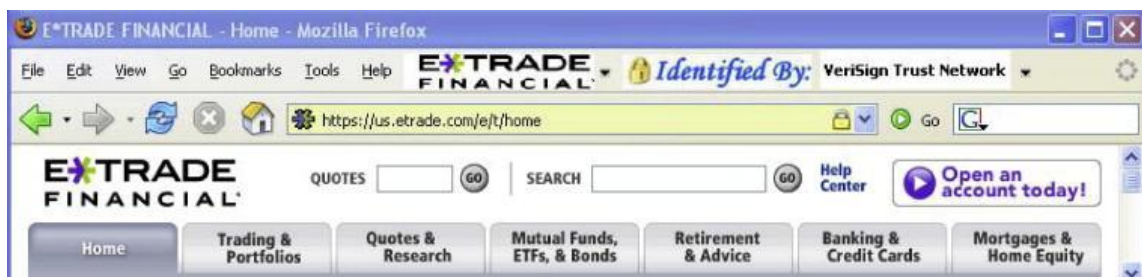 E*TRADE FINANCIAL - Home - Mozilla Firefox
File Edit View Go Bookmarks Tools Help E*TRADE FINANCIAL Identified By: VeriSign Trust Network
https://us.etrade.com/e/t/home Go G
E*TRADE FINANCIAL QUOTES GO SEARCH GO Help Center Open an account today!
Home Trading & Portfolios Quotes & Research Mutual Funds, ETFs, & Bonds Retirement & Advice Banking & Credit Cards Mortgages & Home Equity